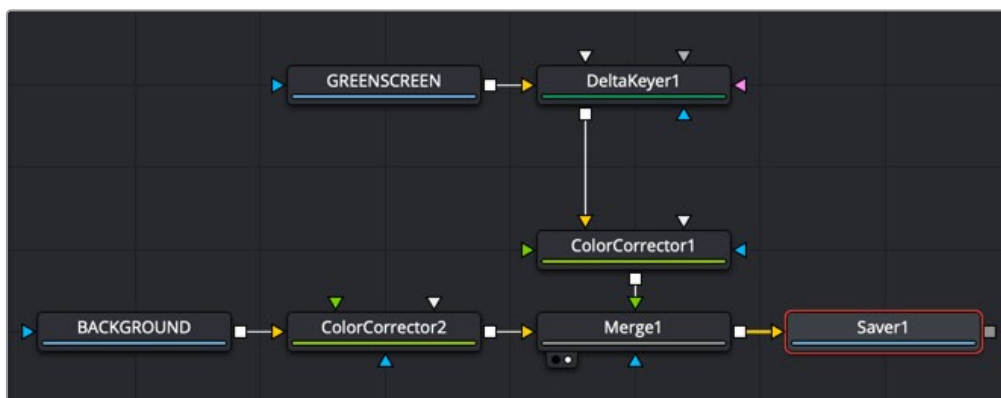 GREENSCREEN
DeltaKeyer1
ColorCorrector1
BACKGROUND
ColorCorrector2
Merge1
Saver1